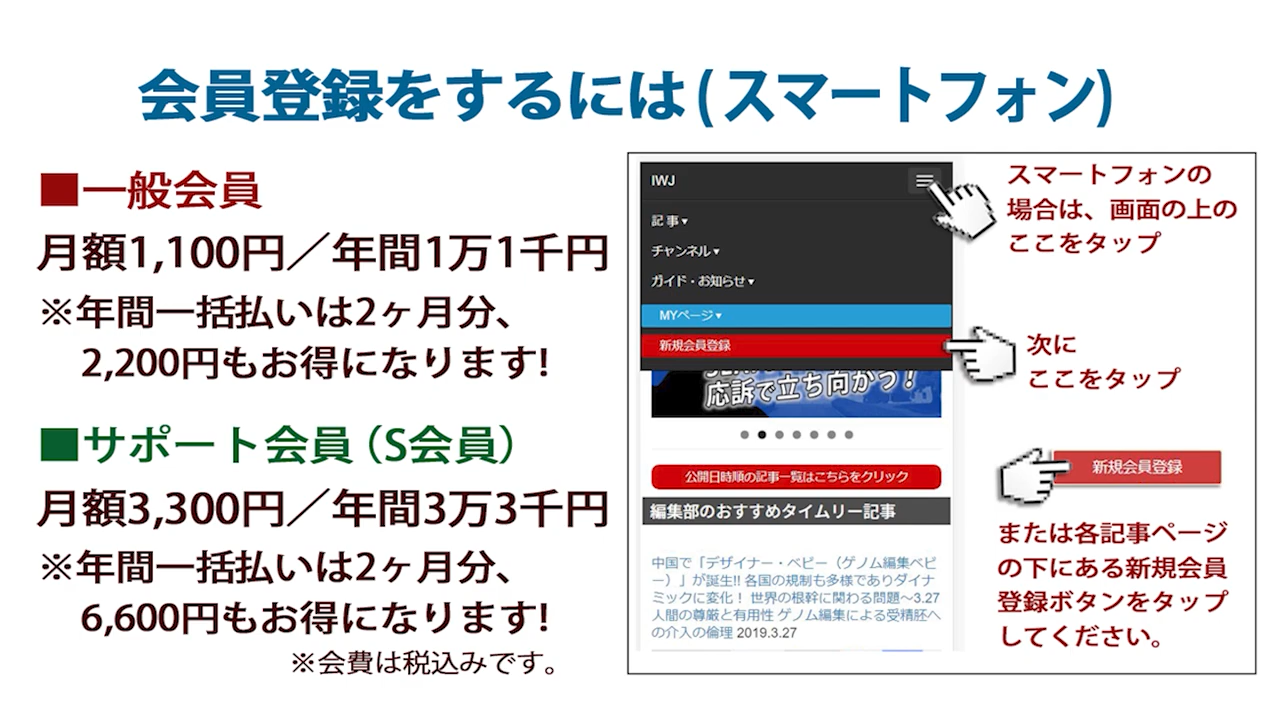 会員登録をするには(スマートフォン)
■一般会員
月額1,100円／年間1万1千円
※年間一括払いは2ヶ月分、
2,200円もお得になります!
■サポート会員（S会員）
月額3,300円／年間3万3千円
※年間一括払いは2ヶ月分、
6,600円もお得になります!
※会費は税込みです。
IWJ
記 事▾
チャンネル▾
ガイド・お知らせ▾
MYページ▾
新規会員登録
応訴で立ち向かう！
公開日時順の記事一覧はこちらをクリック
編集部のおすすめタイムリー記事
中国で「デザイナー・ベビー（ゲノム編集ベビ
ー）」が誕生!! 各国の規制も多様でありダイナ
ミックに変化！ 世界の根幹に関わる問題～3.27
人間の尊厳と有用性 ゲノム編集による受精胚へ
の介入の倫理 2019.3.27
スマートフォンの
場合は、画面の上の
ここをタップ
次に
ここをタップ
新規会員登録
または各記事ページ
の下にある新規会員
登録ボタンをタップ
してください。